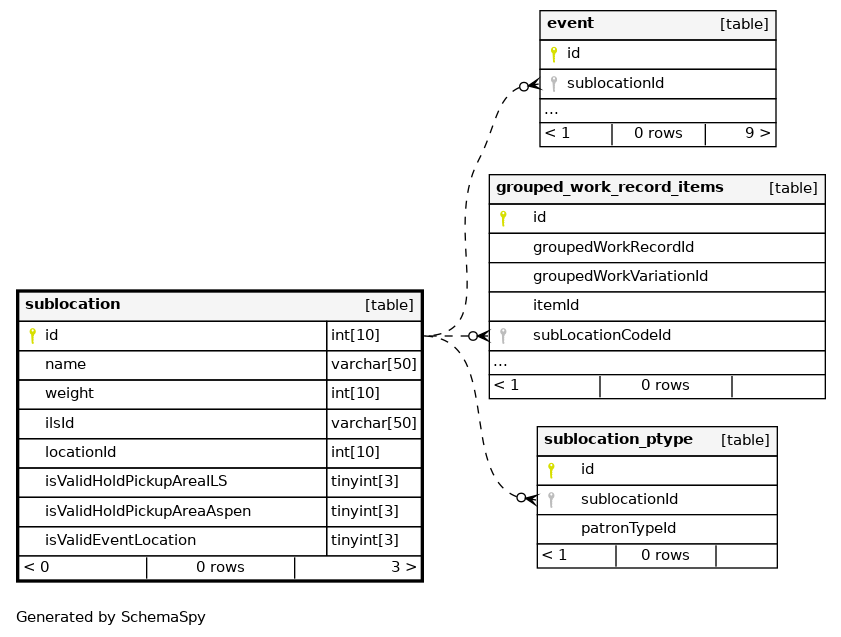 event [table]
id
sublocationId
...
< 1 0 rows 9 >
grouped_work_record_items [table]
id
groupedWorkRecordId
groupedWorkVariationId
itemId
subLocationCodeId
...
< 1 0 rows
sublocation [table]
id int[10]
name varchar[50]
weight int[10]
ilsId varchar[50]
locationId int[10]
isValidHoldPickupAreaILS tinyint[3]
isValidHoldPickupAreaAspen tinyint[3]
isValidEventLocation tinyint[3]
< 0 0 rows 3 >
sublocation_ptype [table]
id
sublocationId
patronTypeId
< 1 0 rows
Generated by SchemaSpy